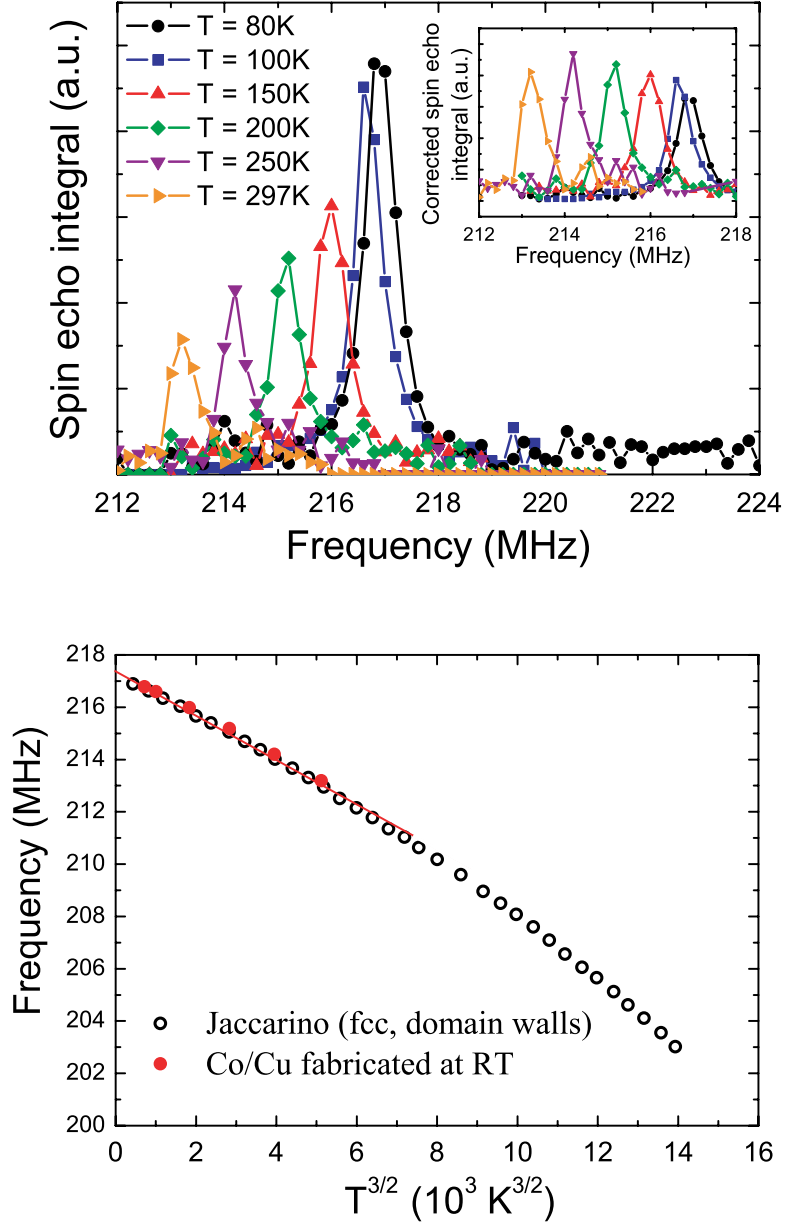 Spin echo integral (a.u.)
T = 80K
T = 100K
T = 150K
T = 200K
T = 250K
T = 297K
Corrected spin echo
integral (a.u.)
212 214 216 218
Frequency (MHz)
212 214 216 218 220 222 224
Frequency (MHz)
Frequency (MHz)
218
216
214
212
210
208
206
204
202
200
Jaccarino (fcc, domain walls)
Co/Cu fabricated at RT
0 2 4 6 8 10 12 14 16
T^3/2 (10^3 K^3/2)